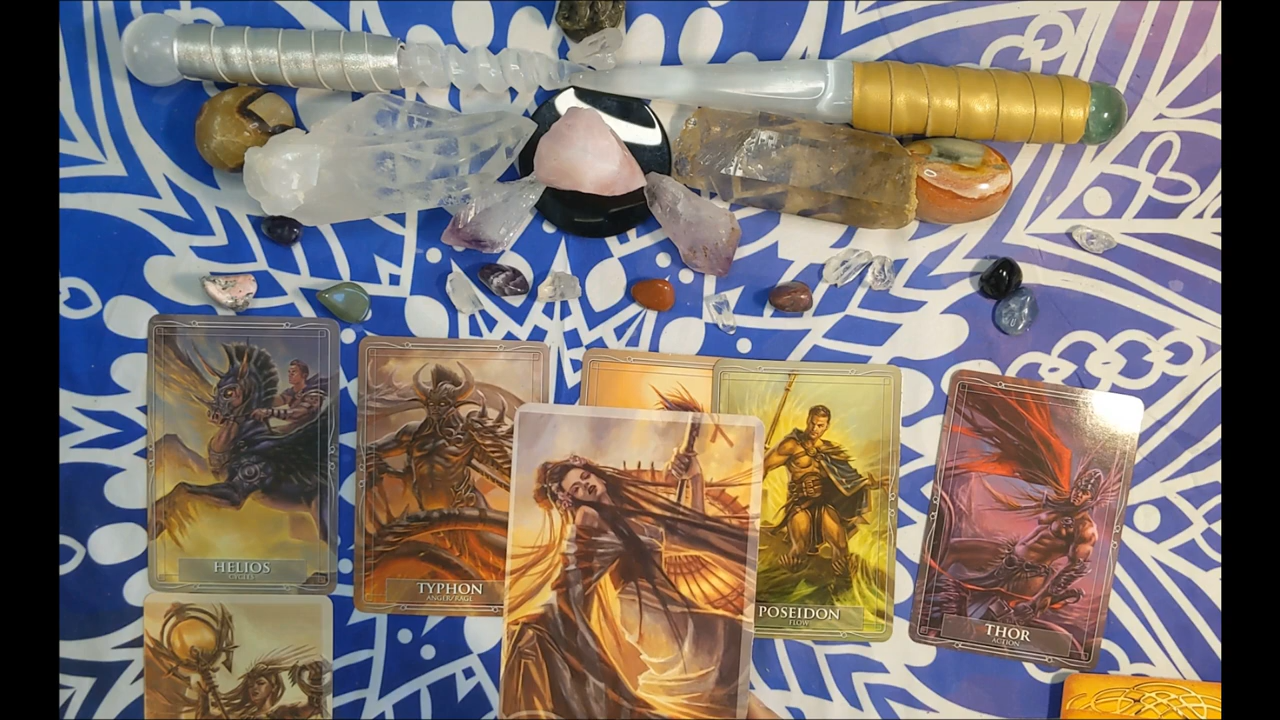 HELIOS
CYCLES
TYPHON
ANGER/RAGE
POSEIDON
FLOW
THOR
ACTION